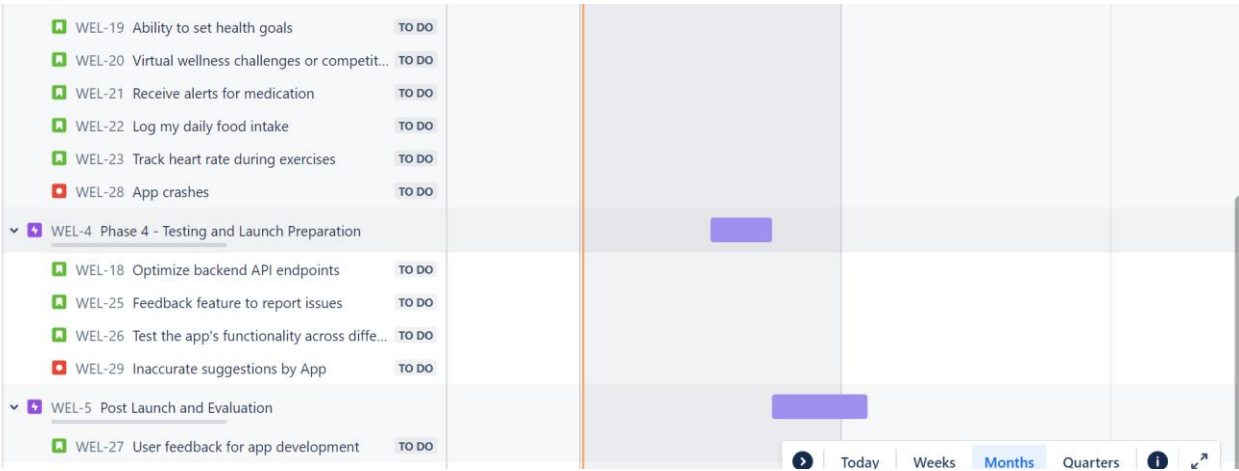 WEL-19 Ability to set health goals TO DO
WEL-20 Virtual wellness challenges or competit... TO DO
WEL-21 Receive alerts for medication TO DO
WEL-22 Log my daily food intake TO DO
WEL-23 Track heart rate during exercises TO DO
WEL-28 App crashes TO DO
WEL-4 Phase 4 - Testing and Launch Preparation
WEL-18 Optimize backend API endpoints TO DO
WEL-25 Feedback feature to report issues TO DO
WEL-26 Test the app's functionality across diffe... TO DO
WEL-29 Inaccurate suggestions by App TO DO
WEL-5 Post Launch and Evaluation
WEL-27 User feedback for app development TO DO
Today Weeks Months Quarters